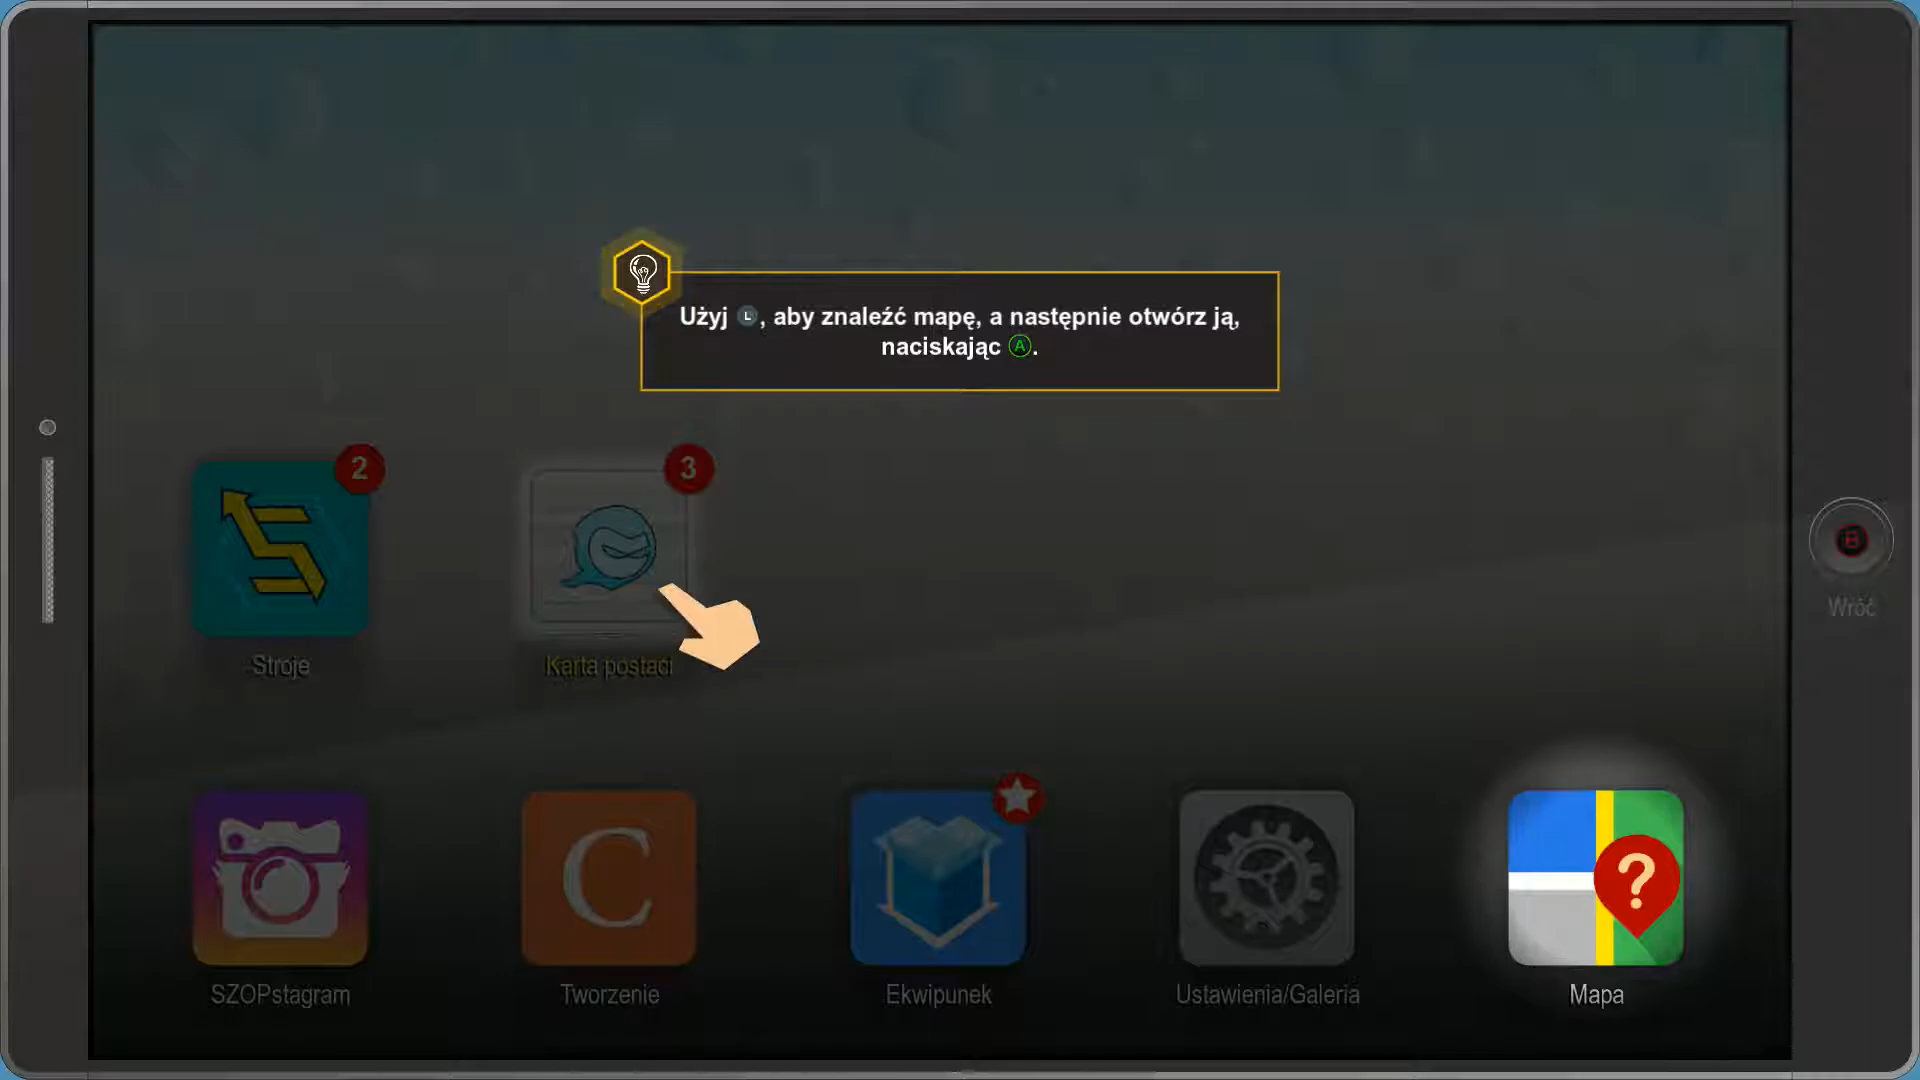 Użyj L, aby znaleźć mapę, a następnie otwórz ją,
naciskając A.
2
3
Stroje
Karta postaci
B
Wróć
C
?
SZOPstagram
Tworzenie
Ekwipunek
Ustawienia/Galeria
Mapa